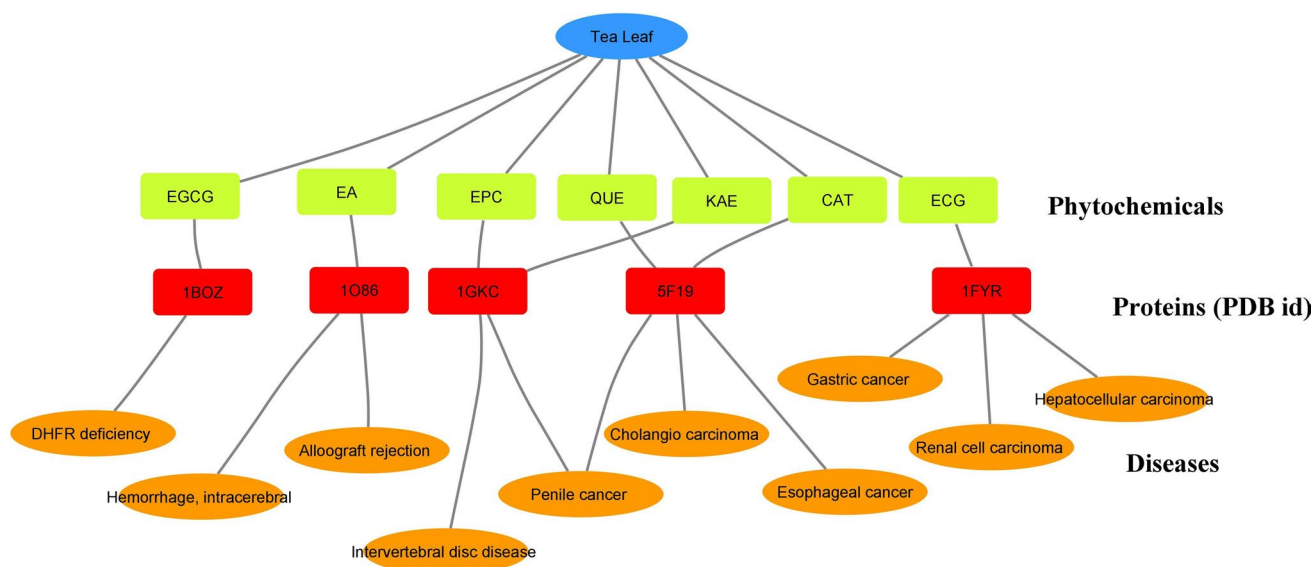 Tea Leaf
EGCG
EA
EPC
QUE
KAE
CAT
ECG
Phytochemicals
1BOZ
1O86
1GKC
5F19
1FYR
Proteins (PDB id)
Gastric cancer
Hepatocellular carcinoma
DHFR deficiency
Alloograft rejection
Cholangio carcinoma
Renal cell carcinoma
Diseases
Hemorrhage, intracerebral
Penile cancer
Esophageal cancer
Intervertebral disc disease